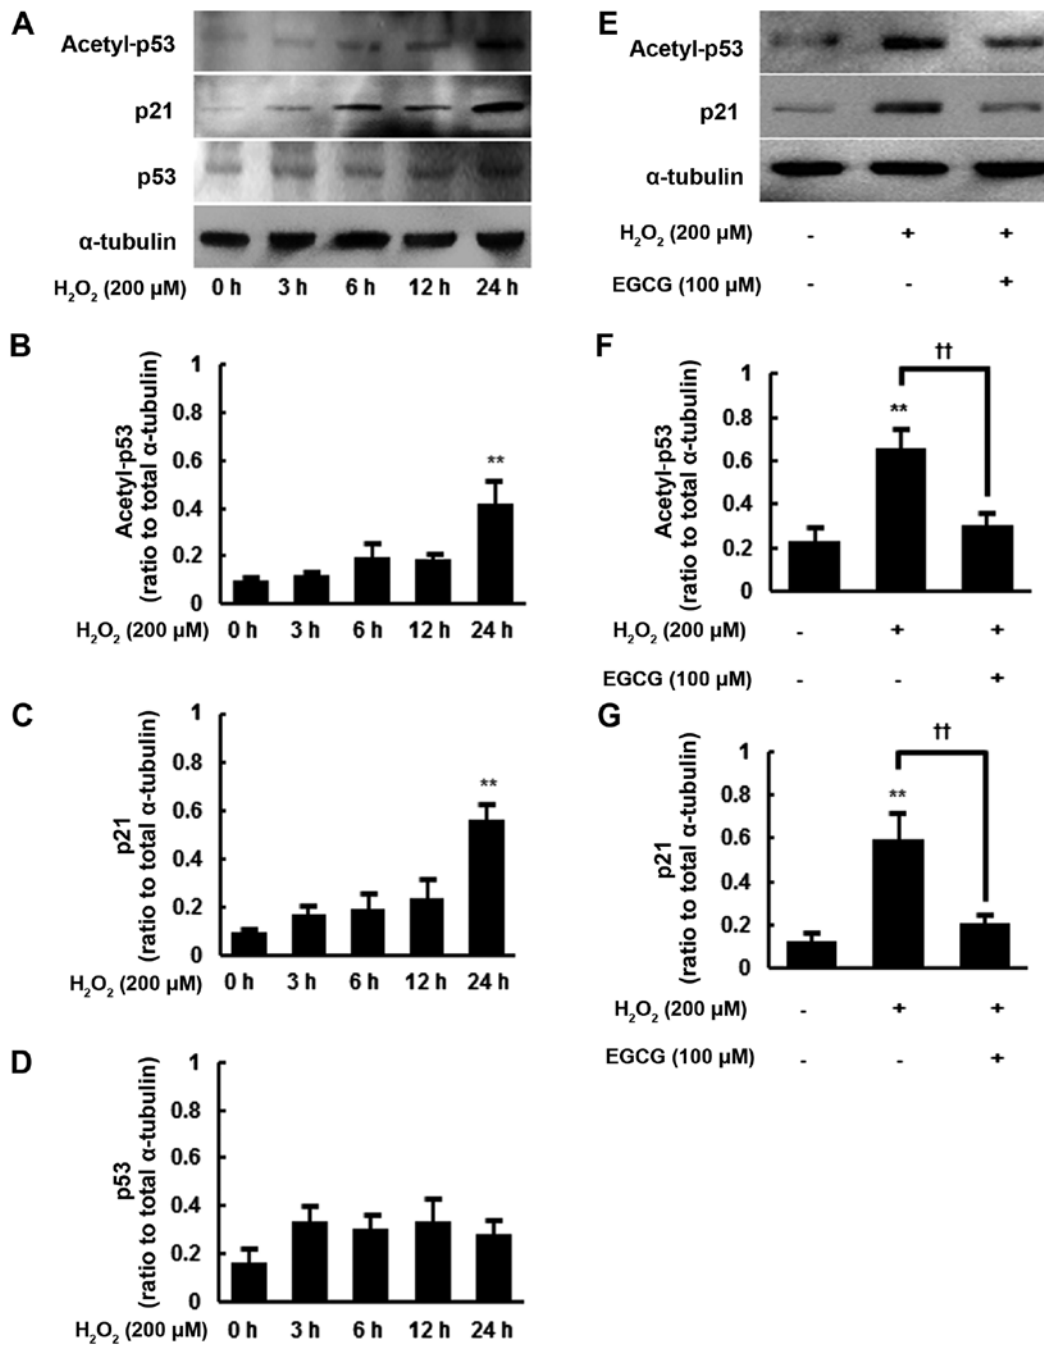 A
Acetyl-p53
p21
p53
α-tubulin
H₂O₂ (200 µM) 0 h 3 h 6 h 12 h 24 h
B
Acetyl-p53
(ratio to total α-tubulin)
1
0.8
0.6
0.4
0.2
0
**
H₂O₂ (200 µM) 0 h 3 h 6 h 12 h 24 h
C
p21
(ratio to total α-tubulin)
1
0.8
0.6
0.4
0.2
0
**
H₂O₂ (200 µM) 0 h 3 h 6 h 12 h 24 h
D
p53
(ratio to total α-tubulin)
1
0.8
0.6
0.4
0.2
0
H₂O₂ (200 µM) 0 h 3 h 6 h 12 h 24 h
E
Acetyl-p53
p21
α-tubulin
H₂O₂ (200 µM) - + +
EGCG (100 µM) - - +
F
Acetyl-p53
(ratio to total α-tubulin)
1
0.8
0.6
0.4
0.2
0
††
**
H₂O₂ (200 µM) - + +
EGCG (100 µM) - - +
G
p21
(ratio to total α-tubulin)
1
0.8
0.6
0.4
0.2
0
††
**
H₂O₂ (200 µM) - + +
EGCG (100 µM) - - +